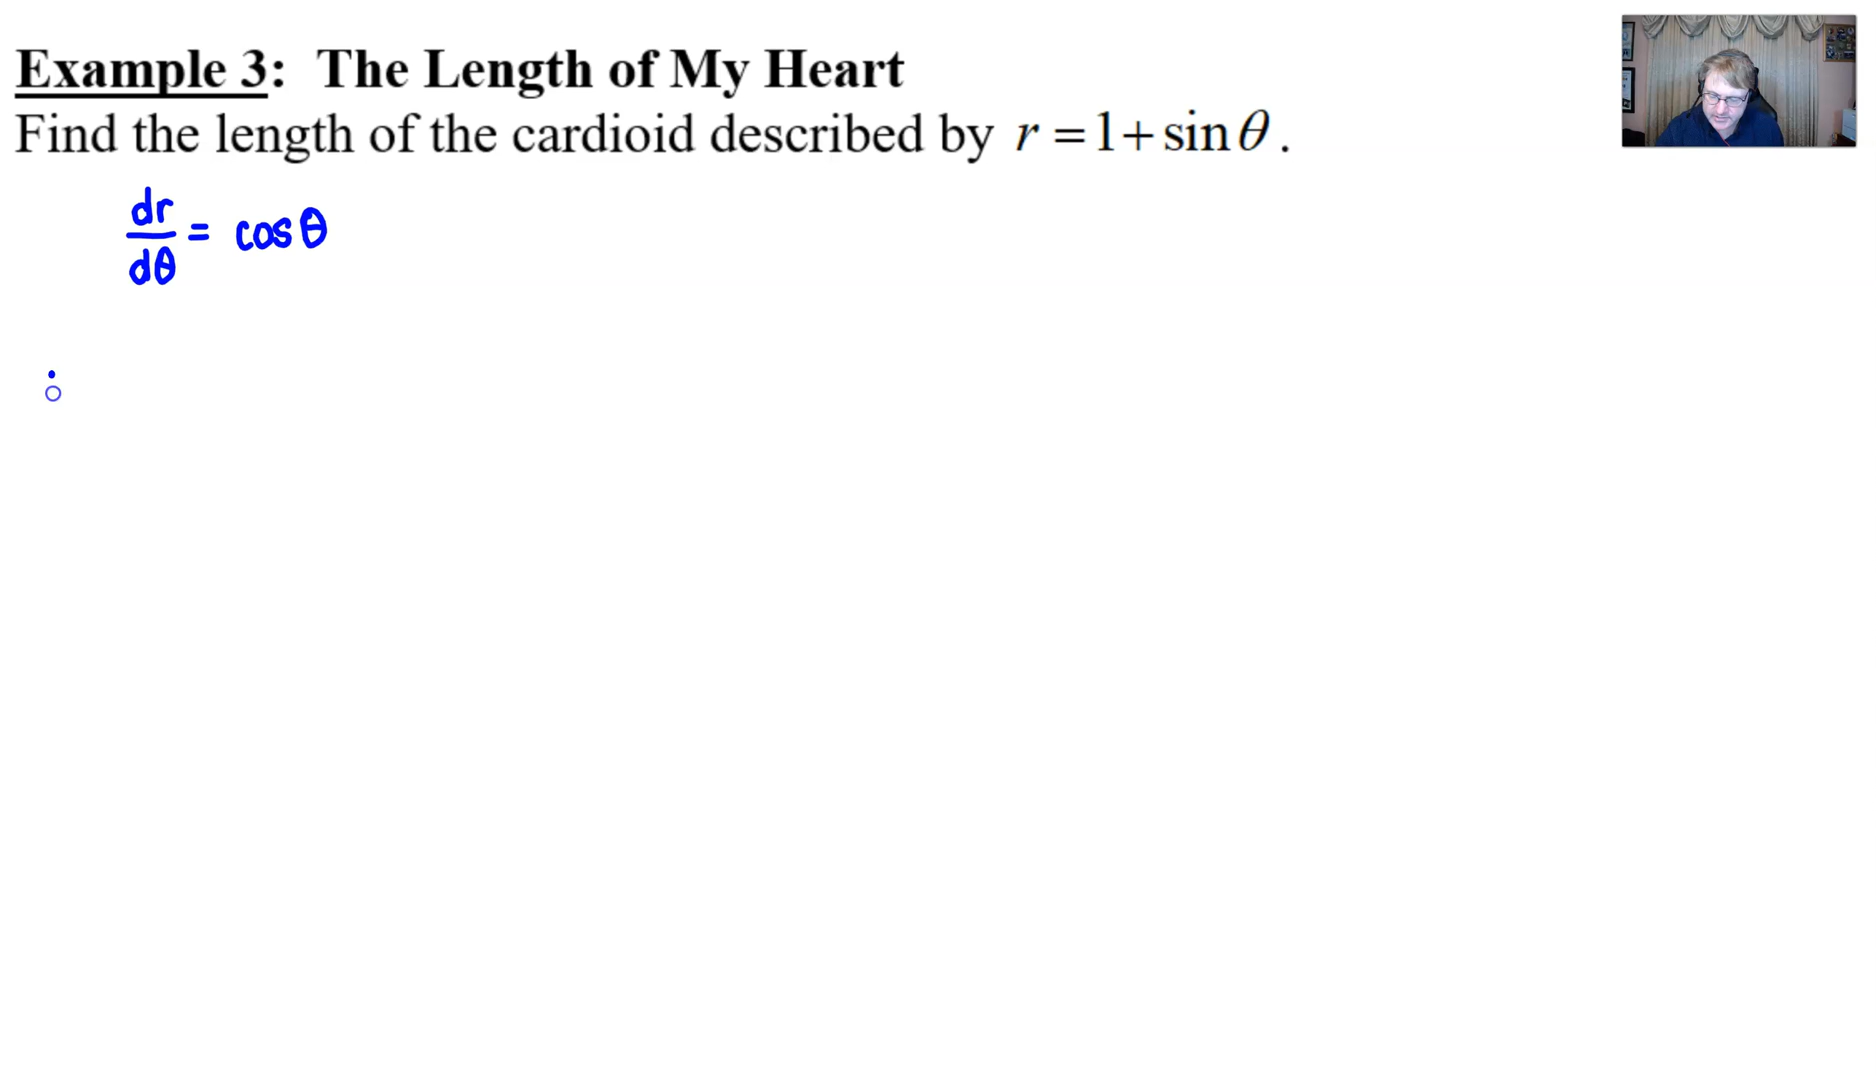 Example 3: The Length of My Heart
Find the length of the cardioid described by r = 1 + sin θ .
dr/dθ = cos θ